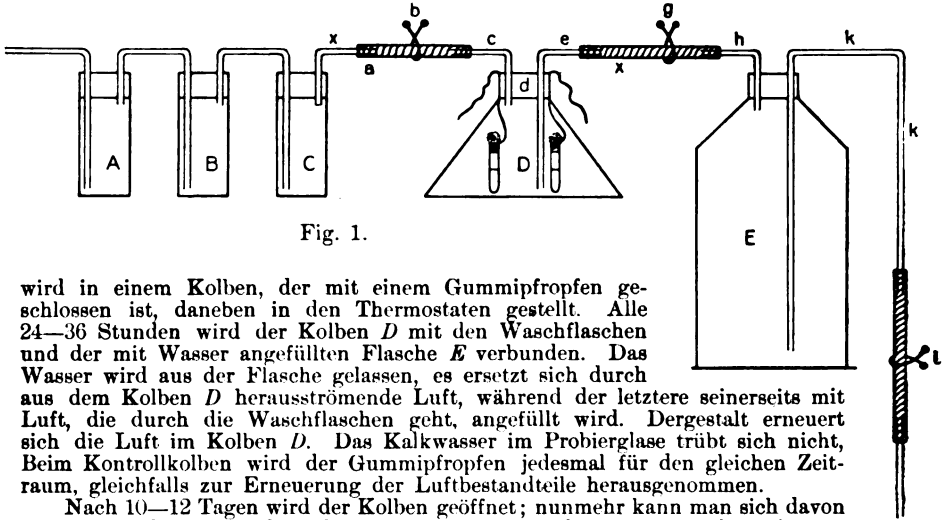 b
g
x
c
e
h
k
a
x
d
k
A
B
C
D
E
l
Fig. 1.
wird in einem Kolben, der mit einem Gummipfropfen ge-
schlossen ist, daneben in den Thermostaten gestellt. Alle
24—36 Stunden wird der Kolben D mit den Waschflaschen
und der mit Wasser angefüllten Flasche E verbunden. Das
Wasser wird aus der Flasche gelassen, es ersetzt sich durch
aus dem Kolben D herausströmende Luft, während der letztere seinerseits mit
Luft, die durch die Waschflaschen geht, angefüllt wird. Dergestalt erneuert
sich die Luft im Kolben D. Das Kalkwasser im Probierglase trübt sich nicht,
Beim Kontrollkolben wird der Gummipfropfen jedesmal für den gleichen Zeit-
raum, gleichfalls zur Erneuerung der Luftbestandteile herausgenommen.
Nach 10—12 Tagen wird der Kolben geöffnet; nunmehr kann man sich davon